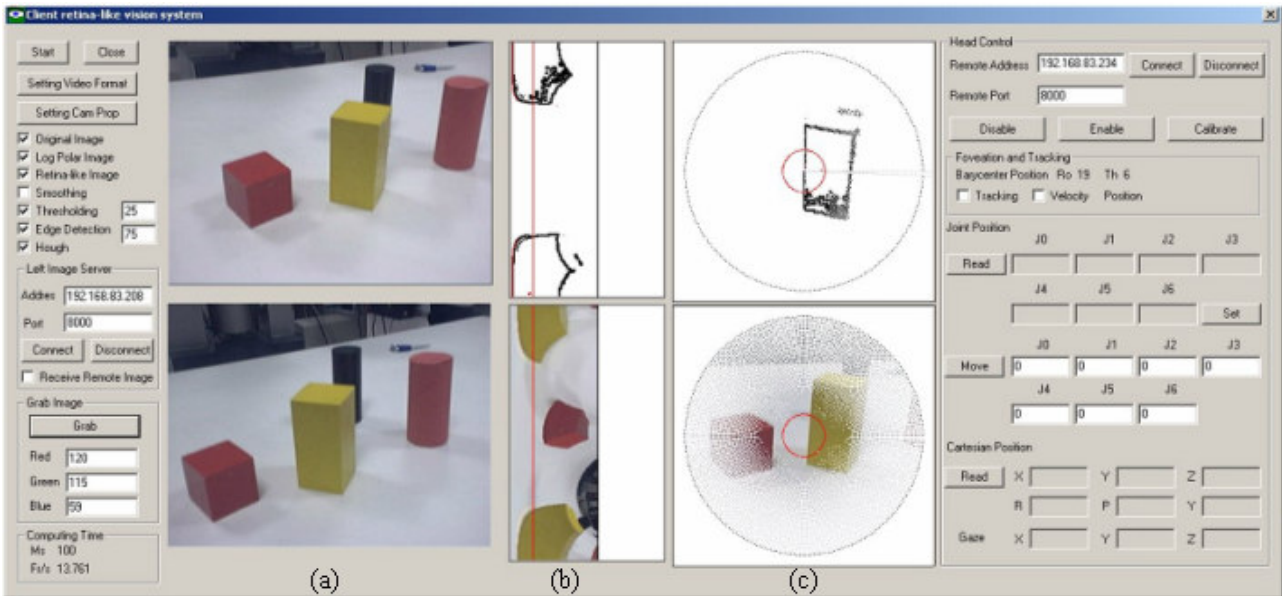 Client retina-like vision system
Start Close
Setting Video Format
Setting Cam Prop
Original Image
Log Polar Image
Retina-like Image
Smoothing
Thresholding 25
Edge Detection 75
Hough
Left Image Server
Addres 192.168.83.208
Port 8000
Connect Disconnect
Receive Remote Image
Grab Image
Grab
Red 120
Green 115
Blue 59
Computing Time
Ms 100
Fr/s 13.761
(a) (b) (c)
Head Control
Remote Address 192.168.83.234 Connect Disconnect
Remote Port 8000
Disable Enable Calibrate
Foveation and Tracking
Baycenter Position Ro 19 Th 6
Tracking Velocity Position
Joint Position
J0 J1 J2 J3
Read
J4 J5 J6
Set
J0 J1 J2 J3
Move 0 0 0 0
J4 J5 J6
0 0 0
Cartesian Position
Read X Y Z
R P Y
Gaze X Y Z